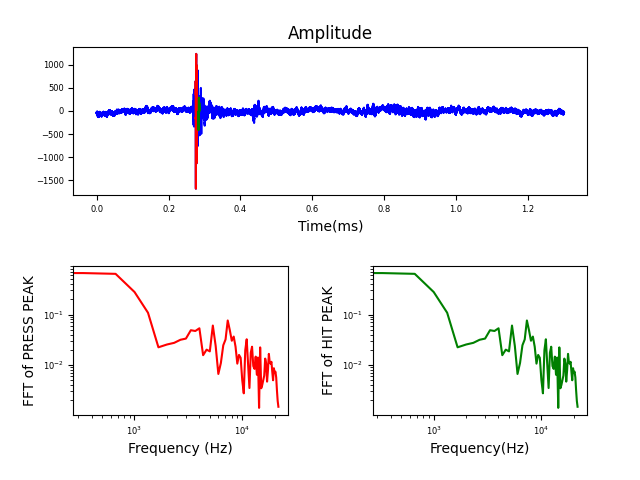 Amplitude
1000
500
0
−500
−1000
−1500
0.0 0.2 0.4 0.6 0.8 1.0 1.2
Time(ms)
FFT of PRESS PEAK
10⁻¹
10⁻²
10³ 10⁴
Frequency (Hz)
FFT of HIT PEAK
10⁻¹
10⁻²
10³ 10⁴
Frequency(Hz)